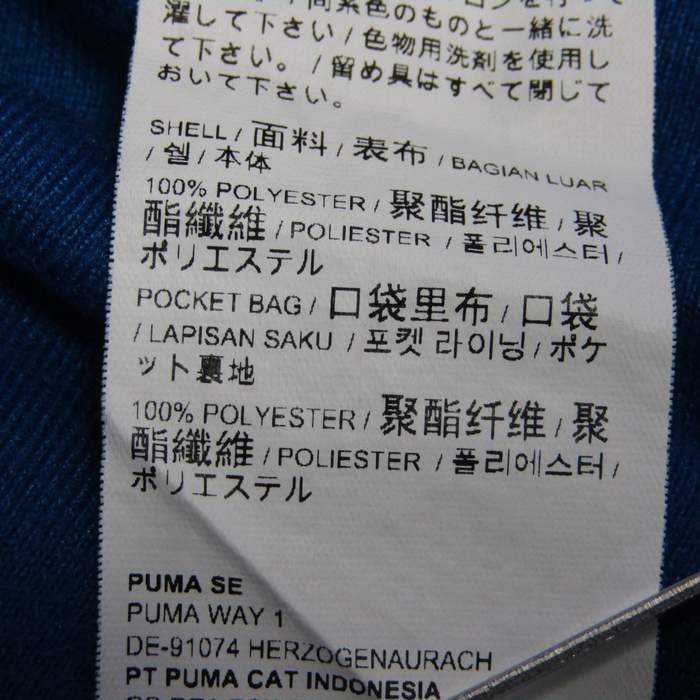 濯して下さい / 同素色のものと一緒に洗
て下さい。 / 色物用洗剤を使用し
おいて下さい。 / 留め具はすべて閉じて
SHELL / 面料 / 表布 / BAGIAN LUAR
/ 쉘 / 本体
100% POLYESTER / 聚酯纤维 / 聚
酯纖維 / POLIESTER / 폴리에스터 /
ポリエステル
POCKET BAG / 口袋里布 / 口袋
/ LAPISAN SAKU / 포켓 라이닝 / ポケ
ット裏地
100% POLYESTER / 聚酯纤维 / 聚
酯纖維 / POLIESTER / 폴리에스터 /
ポリエステル
PUMA SE
PUMA WAY 1
DE-91074 HERZOGENAURACH
PT PUMA CAT INDONESIA